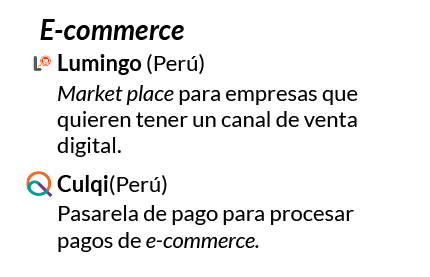 E-commerce
Lumingo (Perú)
Market place para empresas que
quieren tener un canal de venta
digital.
Culqi(Perú)
Pasarela de pago para procesar
pagos de e-commerce.